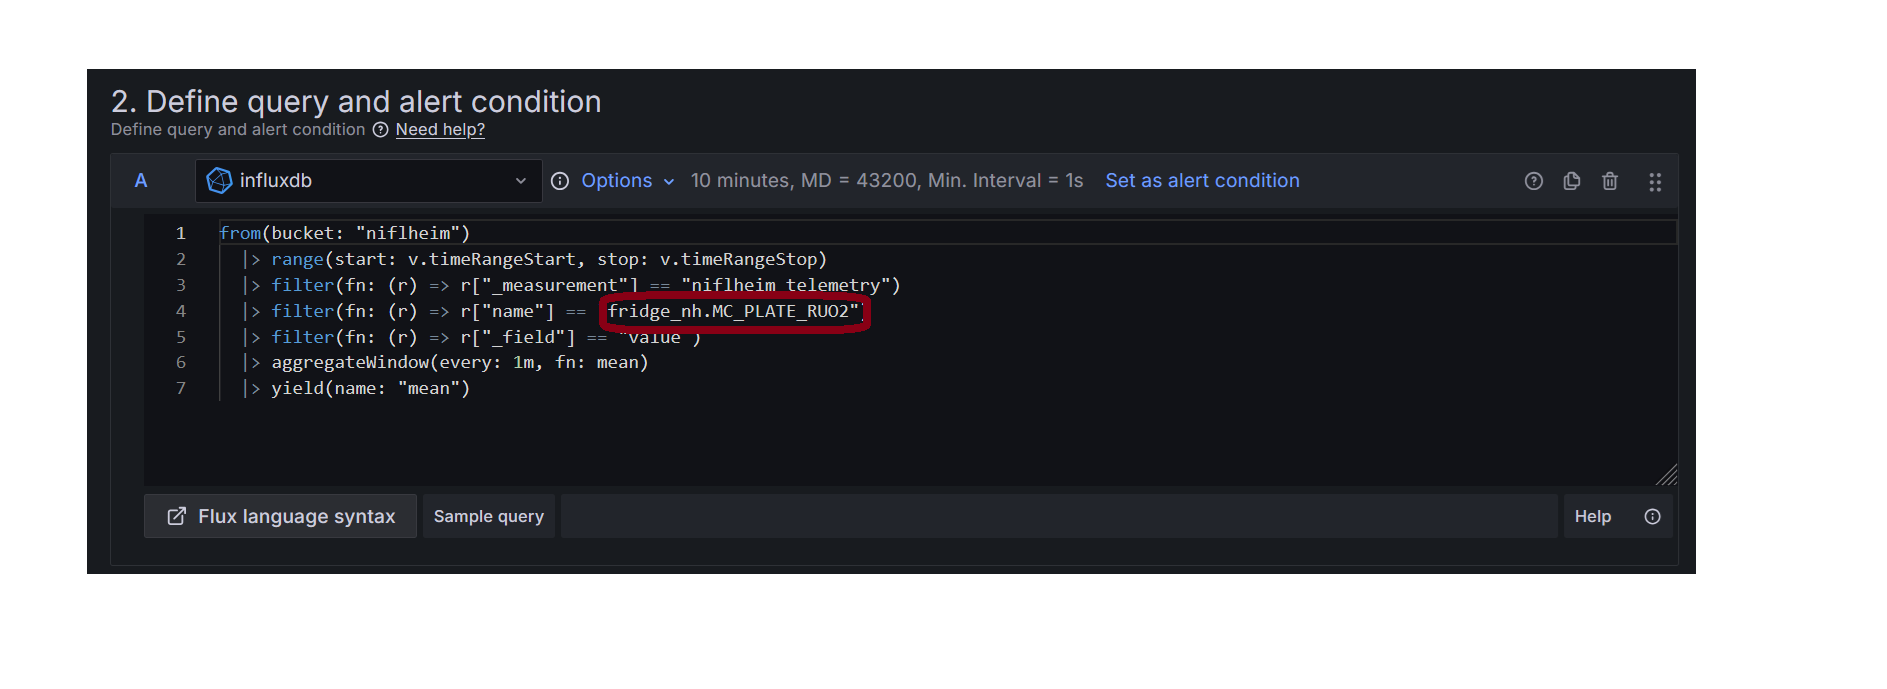 2. Define query and alert condition
Define query and alert condition Need help?
A influxdb Options 10 minutes, MD = 43200, Min. Interval = 1s Set as alert condition
1 from(bucket: "niflheim")
2 |> range(start: v.timeRangeStart, stop: v.timeRangeStop)
3 |> filter(fn: (r) => r["_measurement"] == "niflheim_telemetry")
4 |> filter(fn: (r) => r["name"] == fridge_nh.MC_PLATE_RUO2")
5 |> filter(fn: (r) => r["_field"] == "value")
6 |> aggregateWindow(every: 1m, fn: mean)
7 |> yield(name: "mean")
Flux language syntax Sample query Help